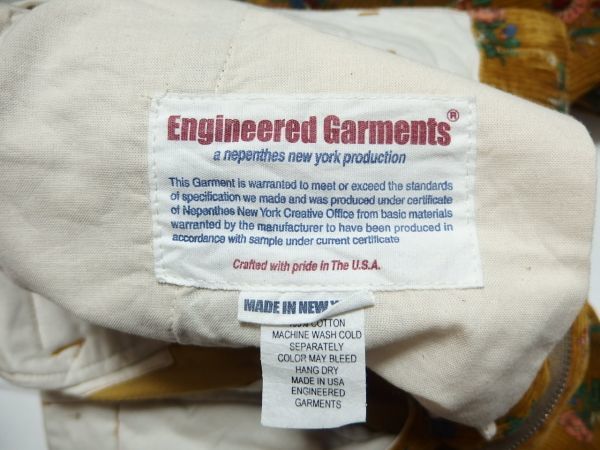 Engineered Garments®
a nepenthes new york production
This Garment is warranted to meet or exceed the standards
of specification we made and was produced under certificate
of Nepenthes New York Creative Office from basic materials
warranted by the manufacturer to have been produced in
accordance with sample under current certificate
Crafted with pride in The U.S.A.
MADE IN NEW
100% COTTON
MACHINE WASH COLD
SEPARATELY
COLOR MAY BLEED
HANG DRY
MADE IN USA
ENGINEERED
GARMENTS